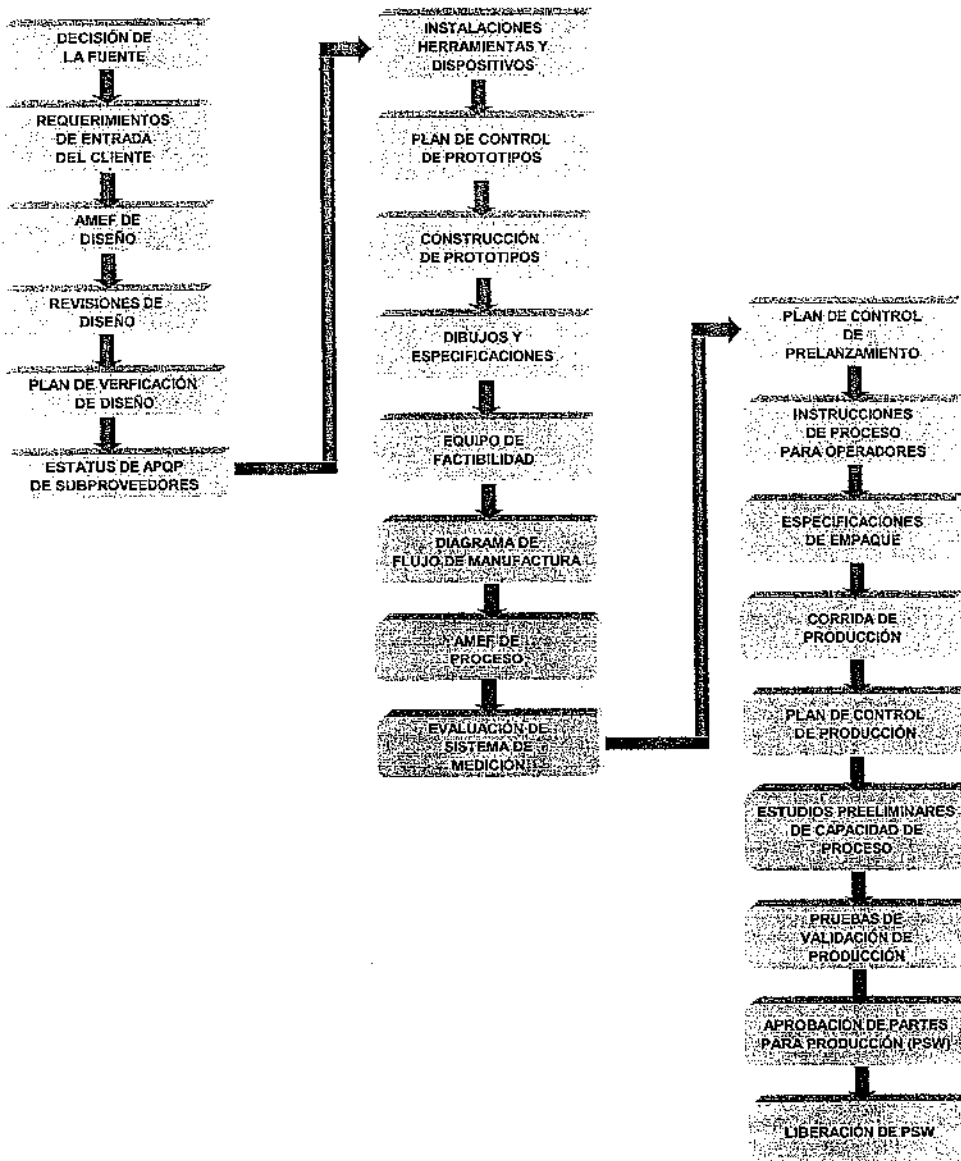 DECISIÓN DE
LA FUENTE
REQUERIMIENTOS
DE ENTRADA
DEL CLIENTE
AMEF DE
DISEÑO
REVISIONES DE
DISEÑO
PLAN DE VERFICACIÓN
DE DISEÑO
ESTATUS DE APQP
DE SUBPROVEEDORES
INSTALACIONES
HERRAMIENTAS Y
DISPOSITIVOS
PLAN DE CONTROL
DE PROTOTIPOS
CONSTRUCCIÓN
DE PROTOTIPOS
DIBUJOS Y
ESPECIFICACIONES
EQUIPO DE
FACTIBILIDAD
DIAGRAMA DE
FLUJO DE MANUFACTURA
AMEF DE
PROCESO
EVALUACIÓN DE
SISTEMA DE
MEDICIÓN
PLAN DE CONTROL
DE
PRELANZAMIENTO
INSTRUCCIONES
DE PROCESO
PARA OPERADORES
ESPECIFICACIONES
DE EMPAQUE
CORRIDA DE
PRODUCCIÓN
PLAN DE CONTROL
DE PRODUCCIÓN
ESTUDIOS PREELIMINARES
DE CAPACIDAD DE
PROCESO
PRUEBAS DE
VALIDACIÓN DE
PRODUCCIÓN
APROBACIÓN DE PARTES
PARA PRODUCCIÓN (PSW)
LIBERACIÓN DE PSW